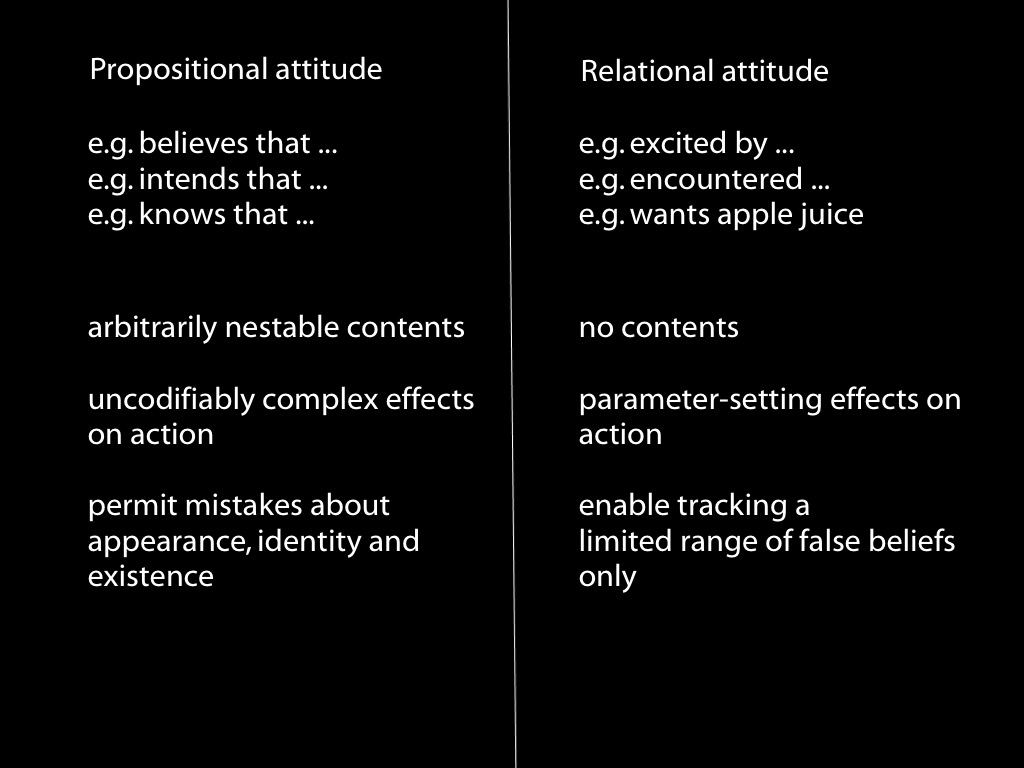 Propositional attitude
e.g. believes that ...
e.g. intends that ...
e.g. knows that ...
arbitrarily nestable contents
uncodifiably complex effects
on action
permit mistakes about
appearance, identity and
existence
Relational attitude
e.g. excited by ...
e.g. encountered ...
e.g. wants apple juice
no contents
parameter-setting effects on
action
enable tracking a
limited range of false beliefs
only